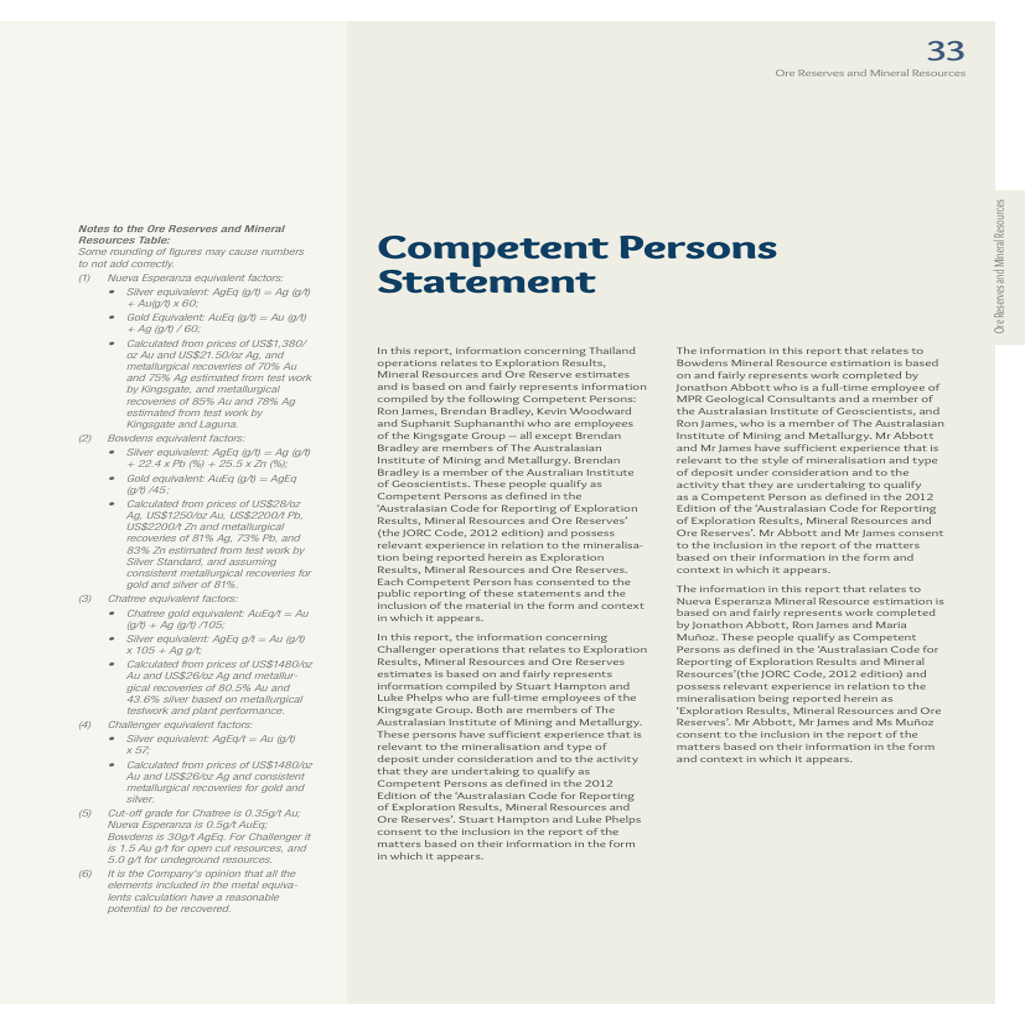 33
Ore Reserves and Mineral Resources
Ore Reserves and Mineral Resources
Notes to the Ore Reserves and Mineral
Resources Table:
Some rounding of figures may cause numbers
to not add correctly.
(1) Nueva Esperanza equivalent factors:
• Silver equivalent: AgEq (g/t) = Ag (g/t)
+ Au(g/t) x 60;
• Gold Equivalent: AuEq (g/t) = Au (g/t)
+ Ag (g/t) / 60;
• Calculated from prices of US$1,380/
oz Au and US$21.50/oz Ag, and
metallurgical recoveries of 70% Au
and 75% Ag estimated from test work
by Kingsgate, and metallurgical
recoveries of 85% Au and 78% Ag
estimated from test work by
Kingsgate and Laguna.
(2) Bowdens equivalent factors:
• Silver equivalent: AgEq (g/t) = Ag (g/t)
+ 22.4 x Pb (%) + 25.5 x Zn (%);
• Gold equivalent: AuEq (g/t) = AgEq
(g/t) /45;
• Calculated from prices of US$28/oz
Ag, US$1250/oz Au, US$2200/t Pb,
US$2200/t Zn and metallurgical
recoveries of 81% Ag, 73% Pb, and
83% Zn estimated from test work by
Silver Standard, and assuming
consistent metallurgical recoveries for
gold and silver of 81%.
(3) Chatree equivalent factors:
• Chatree gold equivalent: AuEq/t = Au
(g/t) + Ag (g/t) /105;
• Silver equivalent: AgEq g/t = Au (g/t)
x 105 + Ag g/t;
• Calculated from prices of US$1480/oz
Au and US$26/oz Ag and metallur-
gical recoveries of 80.5% Au and
43.6% silver based on metallurgical
testwork and plant performance.
(4) Challenger equivalent factors:
• Silver equivalent: AgEq/t = Au (g/t)
x 57;
• Calculated from prices of US$1480/oz
Au and US$26/oz Ag and consistent
metallurgical recoveries for gold and
silver.
(5) Cut-off grade for Chatree is 0.35g/t Au;
Nueva Esperanza is 0.5g/t AuEq;
Bowdens is 30g/t AgEq. For Challenger it
is 1.5 Au g/t for open cut resources, and
5.0 g/t for undeground resources.
(6) It is the Company's opinion that all the
elements included in the metal equiva-
lents calculation have a reasonable
potential to be recovered.
Competent Persons
Statement
In this report, information concerning Thailand
operations relates to Exploration Results,
Mineral Resources and Ore Reserve estimates
and is based on and fairly represents information
compiled by the following Competent Persons:
Ron James, Brendan Bradley, Kevin Woodward
and Suphanit Suphananthi who are employees
of the Kingsgate Group – all except Brendan
Bradley are members of The Australasian
Institute of Mining and Metallurgy. Brendan
Bradley is a member of the Australian Institute
of Geoscientists. These people qualify as
Competent Persons as defined in the
‘Australasian Code for Reporting of Exploration
Results, Mineral Resources and Ore Reserves’
(the JORC Code, 2012 edition) and possess
relevant experience in relation to the mineralisa-
tion being reported herein as Exploration
Results, Mineral Resources and Ore Reserves.
Each Competent Person has consented to the
public reporting of these statements and the
inclusion of the material in the form and context
in which it appears.
In this report, the information concerning
Challenger operations that relates to Exploration
Results, Mineral Resources and Ore Reserves
estimates is based on and fairly represents
information compiled by Stuart Hampton and
Luke Phelps who are full-time employees of the
Kingsgate Group. Both are members of The
Australasian Institute of Mining and Metallurgy.
These persons have sufficient experience that is
relevant to the mineralisation and type of
deposit under consideration and to the activity
that they are undertaking to qualify as
Competent Persons as defined in the 2012
Edition of the ‘Australasian Code for Reporting
of Exploration Results, Mineral Resources and
Ore Reserves’. Stuart Hampton and Luke Phelps
consent to the inclusion in the report of the
matters based on their information in the form
in which it appears.
The information in this report that relates to
Bowdens Mineral Resource estimation is based
on and fairly represents work completed by
Jonathon Abbott who is a full-time employee of
MPR Geological Consultants and a member of
the Australasian Institute of Geoscientists, and
Ron James, who is a member of The Australasian
Institute of Mining and Metallurgy. Mr Abbott
and Mr James have sufficient experience that is
relevant to the style of mineralisation and type
of deposit under consideration and to the
activity that they are undertaking to qualify
as a Competent Person as defined in the 2012
Edition of the ‘Australasian Code for Reporting
of Exploration Results, Mineral Resources and
Ore Reserves’. Mr Abbott and Mr James consent
to the inclusion in the report of the matters
based on their information in the form and
context in which it appears.
The information in this report that relates to
Nueva Esperanza Mineral Resource estimation is
based on and fairly represents work completed
by Jonathon Abbott, Ron James and Maria
Muñoz. These people qualify as Competent
Persons as defined in the ‘Australasian Code for
Reporting of Exploration Results and Mineral
Resources’(the JORC Code, 2012 edition) and
possess relevant experience in relation to the
mineralisation being reported herein as
‘Exploration Results, Mineral Resources and Ore
Reserves’. Mr Abbott, Mr James and Ms Muñoz
consent to the inclusion in the report of the
matters based on their information in the form
and context in which it appears.